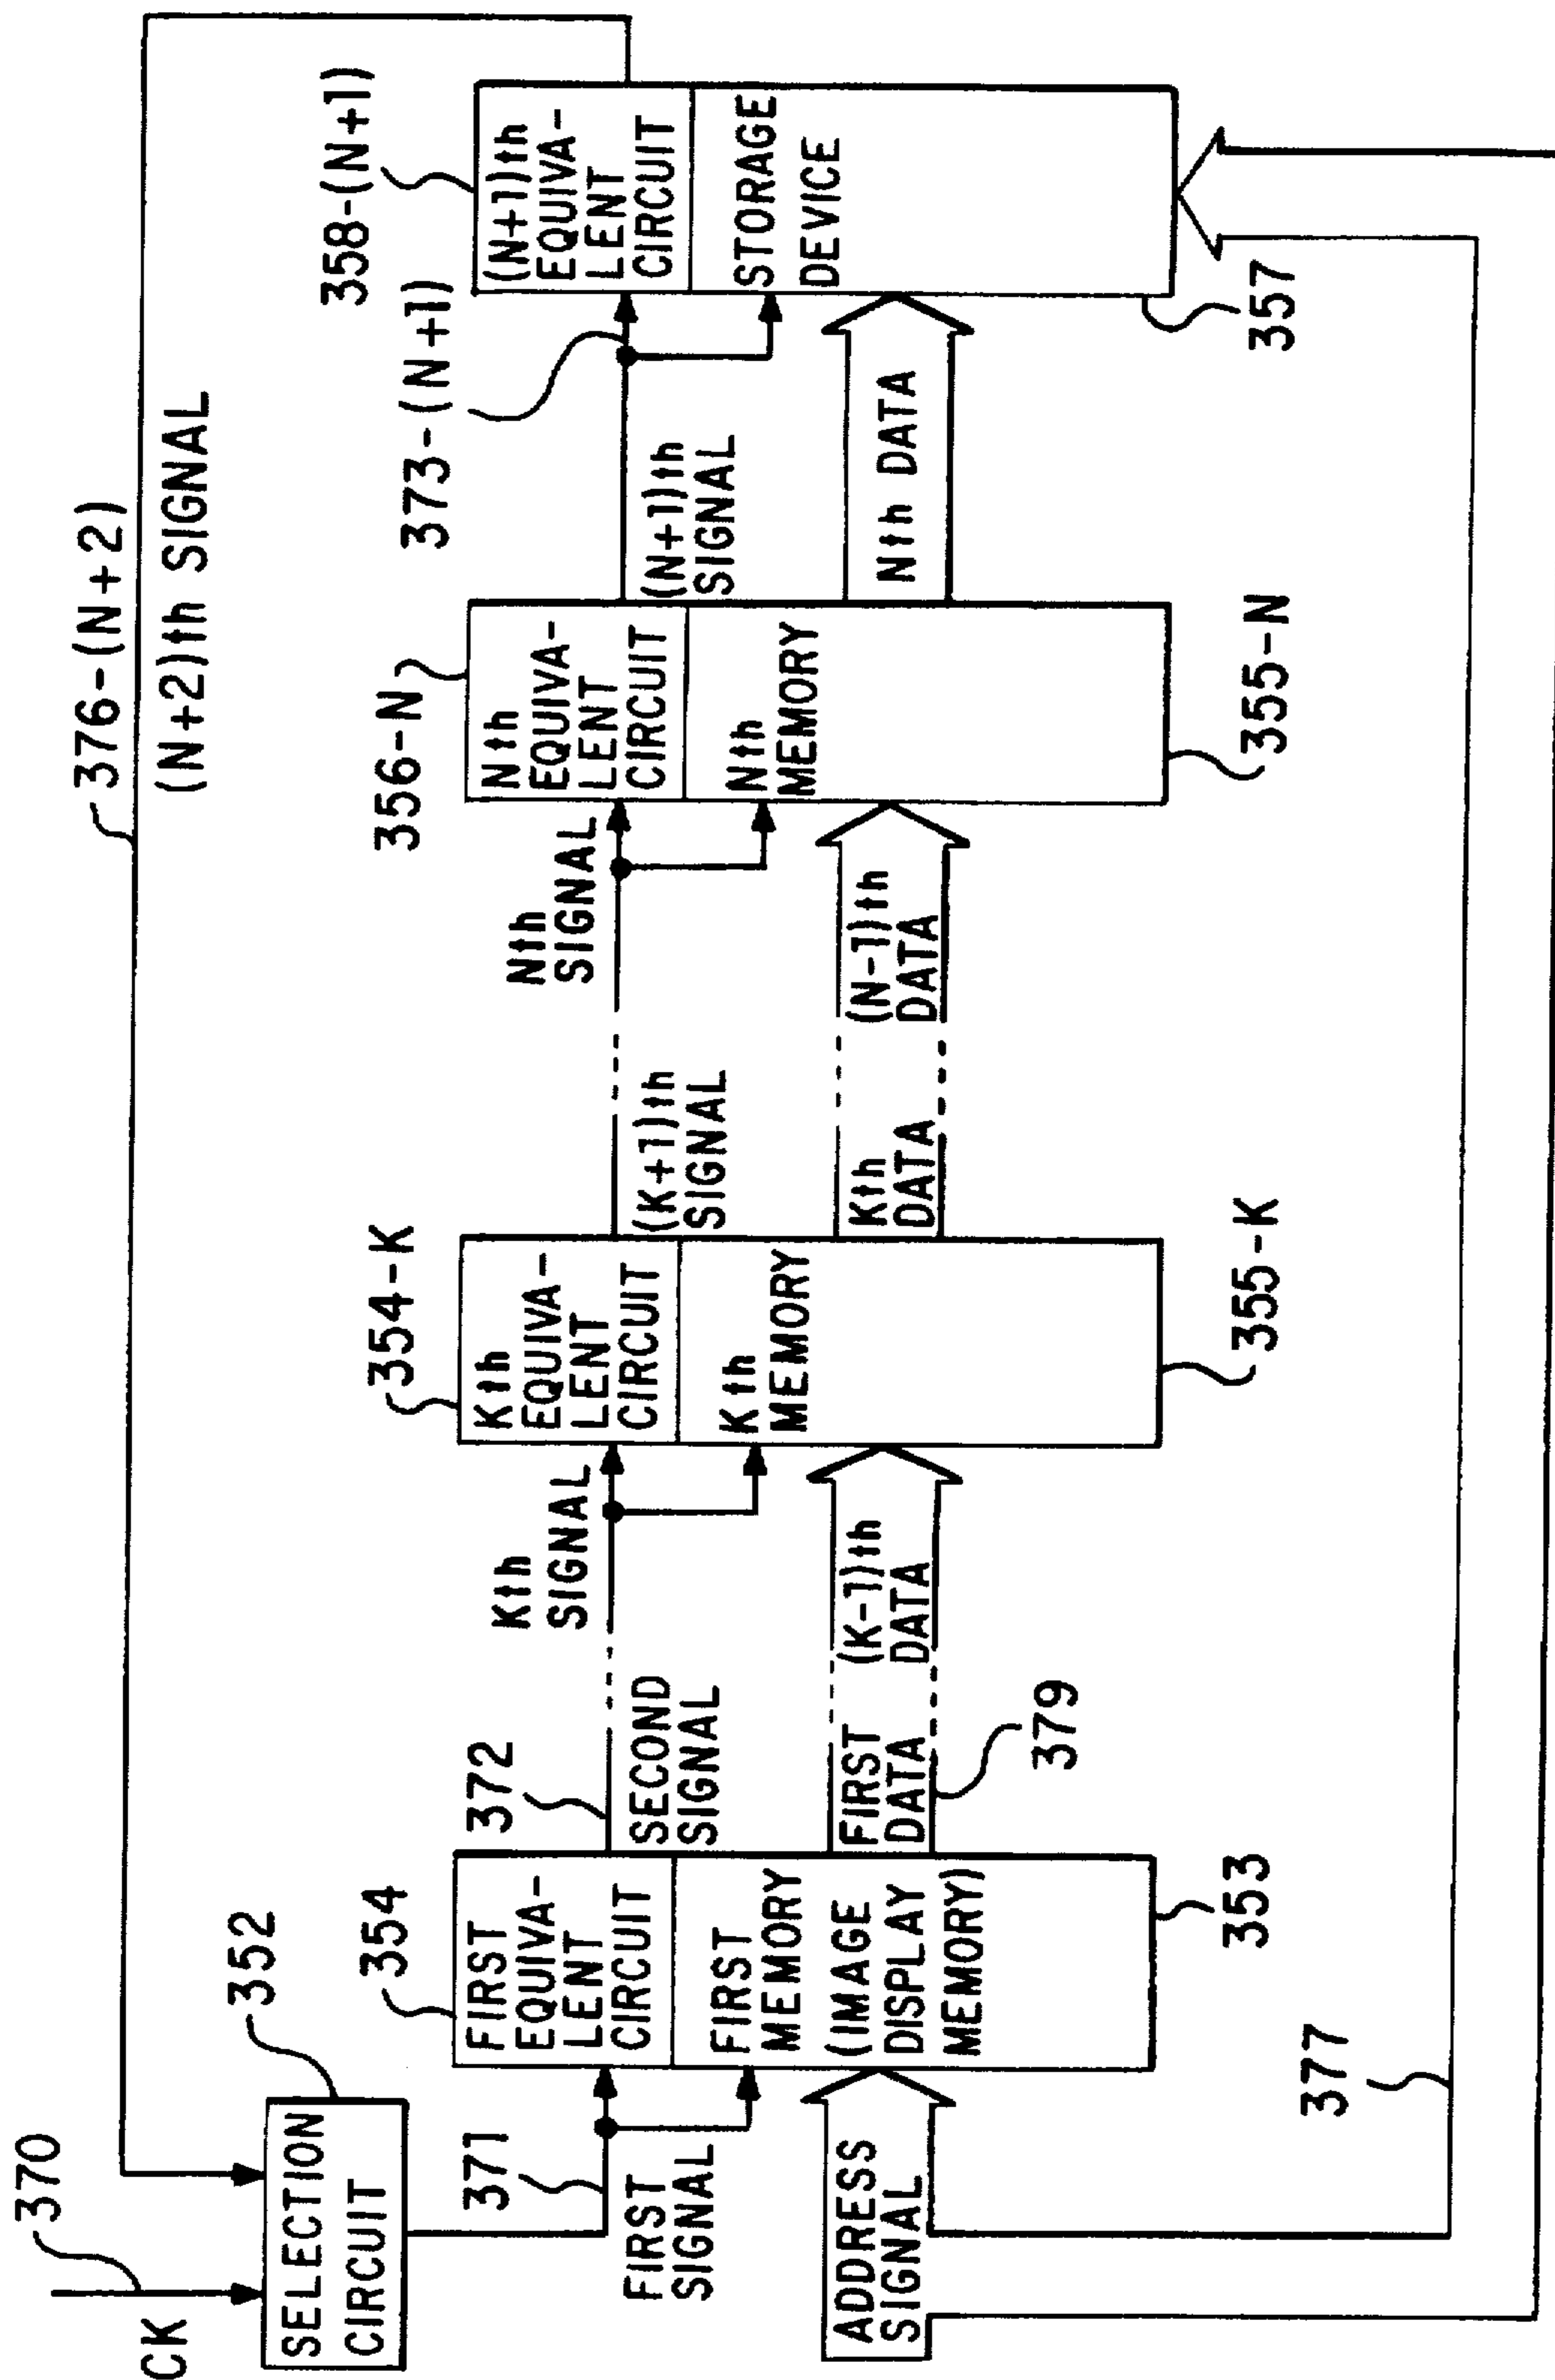 370
CK
SELECTION
CIRCUIT
352
376-(N+2)
(N+2)th SIGNAL
371
FIRST
SIGNAL
354
FIRST
EQUIVA-
LENT
CIRCUIT
FIRST
MEMORY
(IMAGE
DISPLAY
MEMORY)
353
ADDRESS
SIGNAL
377
372
SECOND
SIGNAL
FIRST
DATA
379
Kth
SIGNAL
(K-1)th
DATA
354-K
Kth
EQUIVA-
LENT
CIRCUIT
Kth
MEMORY
355-K
(K+1)th
SIGNAL
Kth
DATA
Nth
SIGNAL
(N-1)th
DATA
356-N
Nth
EQUIVA-
LENT
CIRCUIT
Nth
MEMORY
355-N
(N+1)th
SIGNAL
373-(N+1)
Nth DATA
358-(N+1)
(N+1)th
EQUIVA-
LENT
CIRCUIT
STORAGE
DEVICE
357